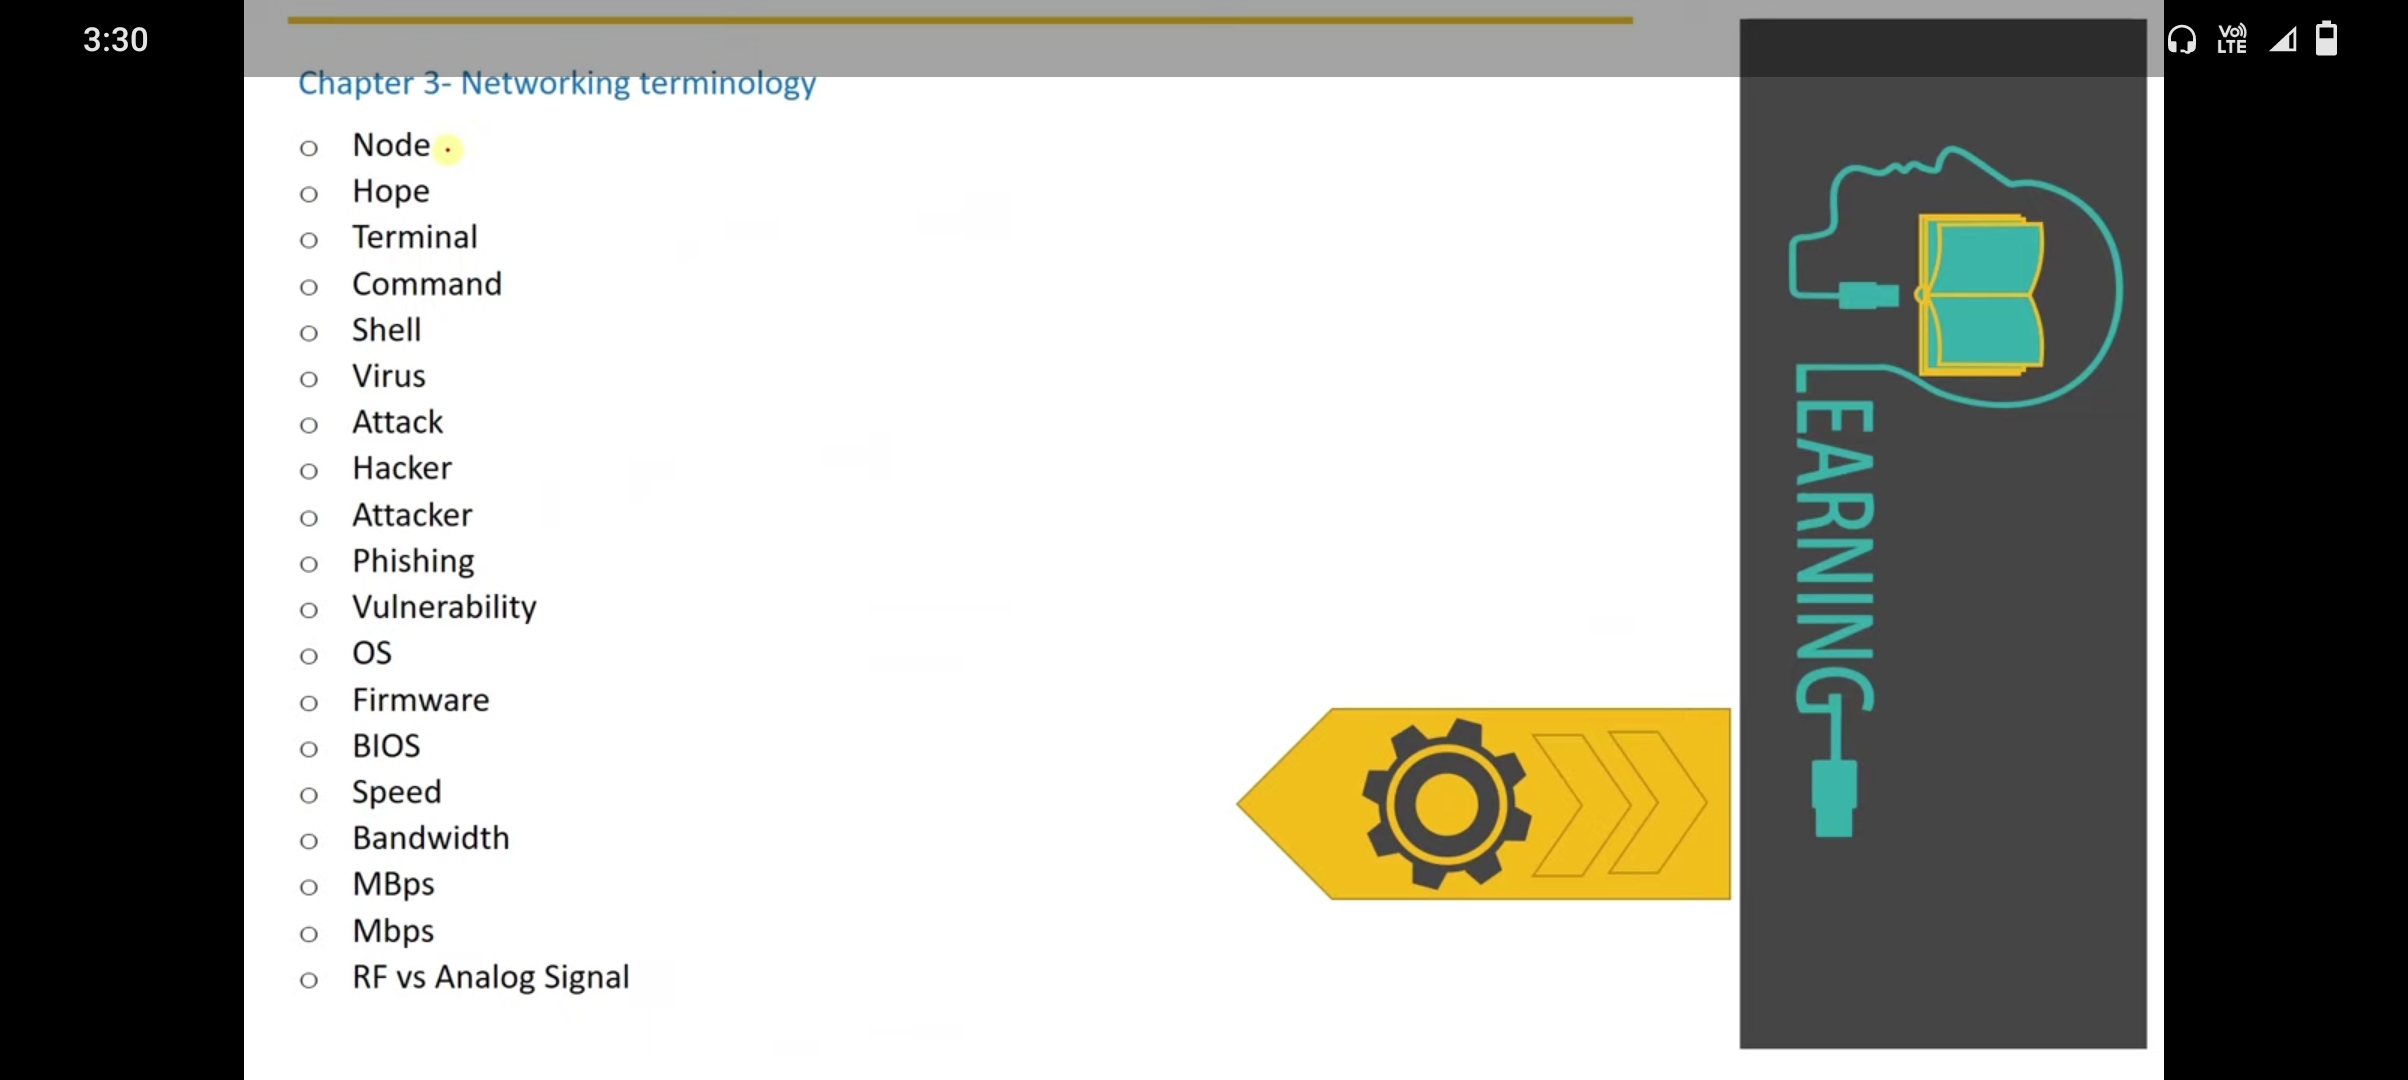 3:30
Vo)) LTE
Chapter 3- Networking terminology
Node
Hope
Terminal
Command
Shell
Virus
Attack
Hacker
Attacker
Phishing
Vulnerability
OS
Firmware
BIOS
Speed
Bandwidth
MBps
Mbps
RF vs Analog Signal
LEARNING